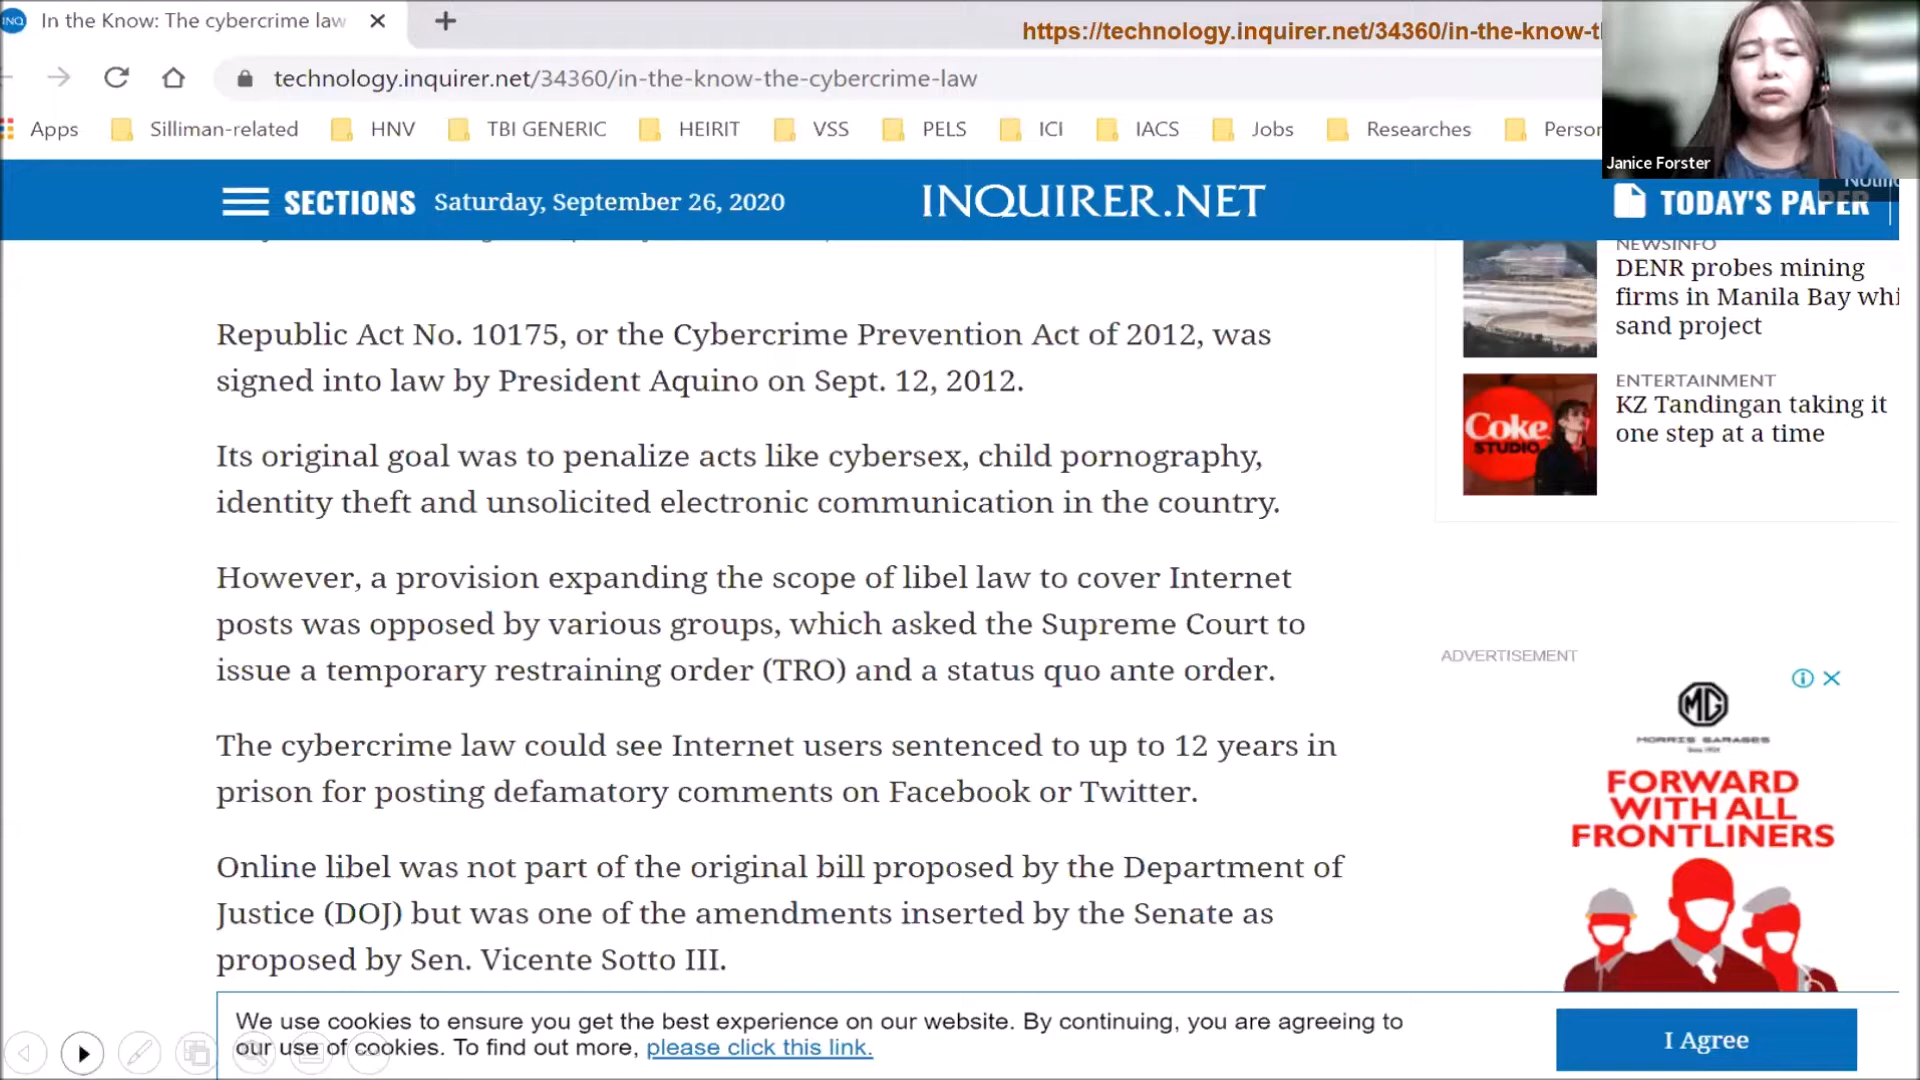 In the Know: The cybercrime law
https://technology.inquirer.net/34360/in-the-know-t
technology.inquirer.net/34360/in-the-know-the-cybercrime-law
Apps Silliman-related HNV TBI GENERIC HEIRIT VSS PELS ICI IACS Jobs Researches Person
Janice Forster
SECTIONS Saturday, September 26, 2020 INQUIRER.NET TODAY'S PAPER
NEWSINFO
DENR probes mining
firms in Manila Bay whi
sand project
ENTERTAINMENT
KZ Tandingan taking it
one step at a time
Coke
STUDIO
Republic Act No. 10175, or the Cybercrime Prevention Act of 2012, was
signed into law by President Aquino on Sept. 12, 2012.
Its original goal was to penalize acts like cybersex, child pornography,
identity theft and unsolicited electronic communication in the country.
However, a provision expanding the scope of libel law to cover Internet
posts was opposed by various groups, which asked the Supreme Court to
issue a temporary restraining order (TRO) and a status quo ante order.
The cybercrime law could see Internet users sentenced to up to 12 years in
prison for posting defamatory comments on Facebook or Twitter.
Online libel was not part of the original bill proposed by the Department of
Justice (DOJ) but was one of the amendments inserted by the Senate as
proposed by Sen. Vicente Sotto III.
ADVERTISEMENT
MG
MORRIS GARAGES
FORWARD
WITH ALL
FRONTLINERS
We use cookies to ensure you get the best experience on our website. By continuing, you are agreeing to
our use of cookies. To find out more, please click this link.
I Agree